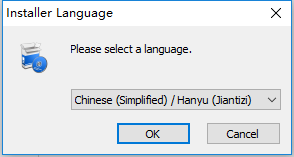 Installer Language
Please select a language.
Chinese (Simplified) / Hanyu (Jiantizi)
OK
Cancel